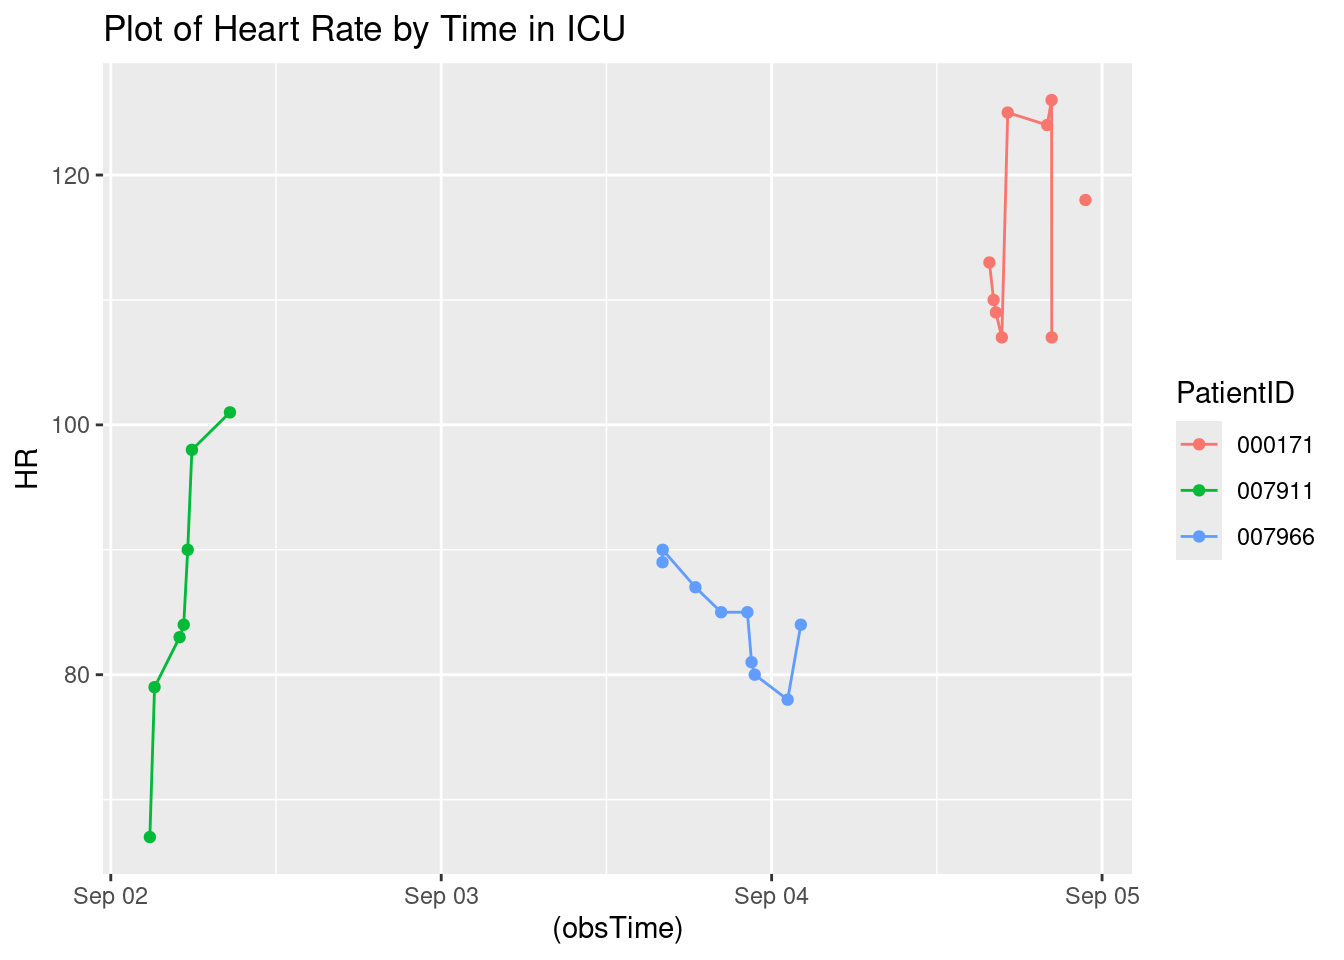 Plot of Heart Rate by Time in ICU
HR
120
100
80
Sep 02
Sep 03
Sep 04
Sep 05
(obsTime)
PatientID
000171
007911
007966